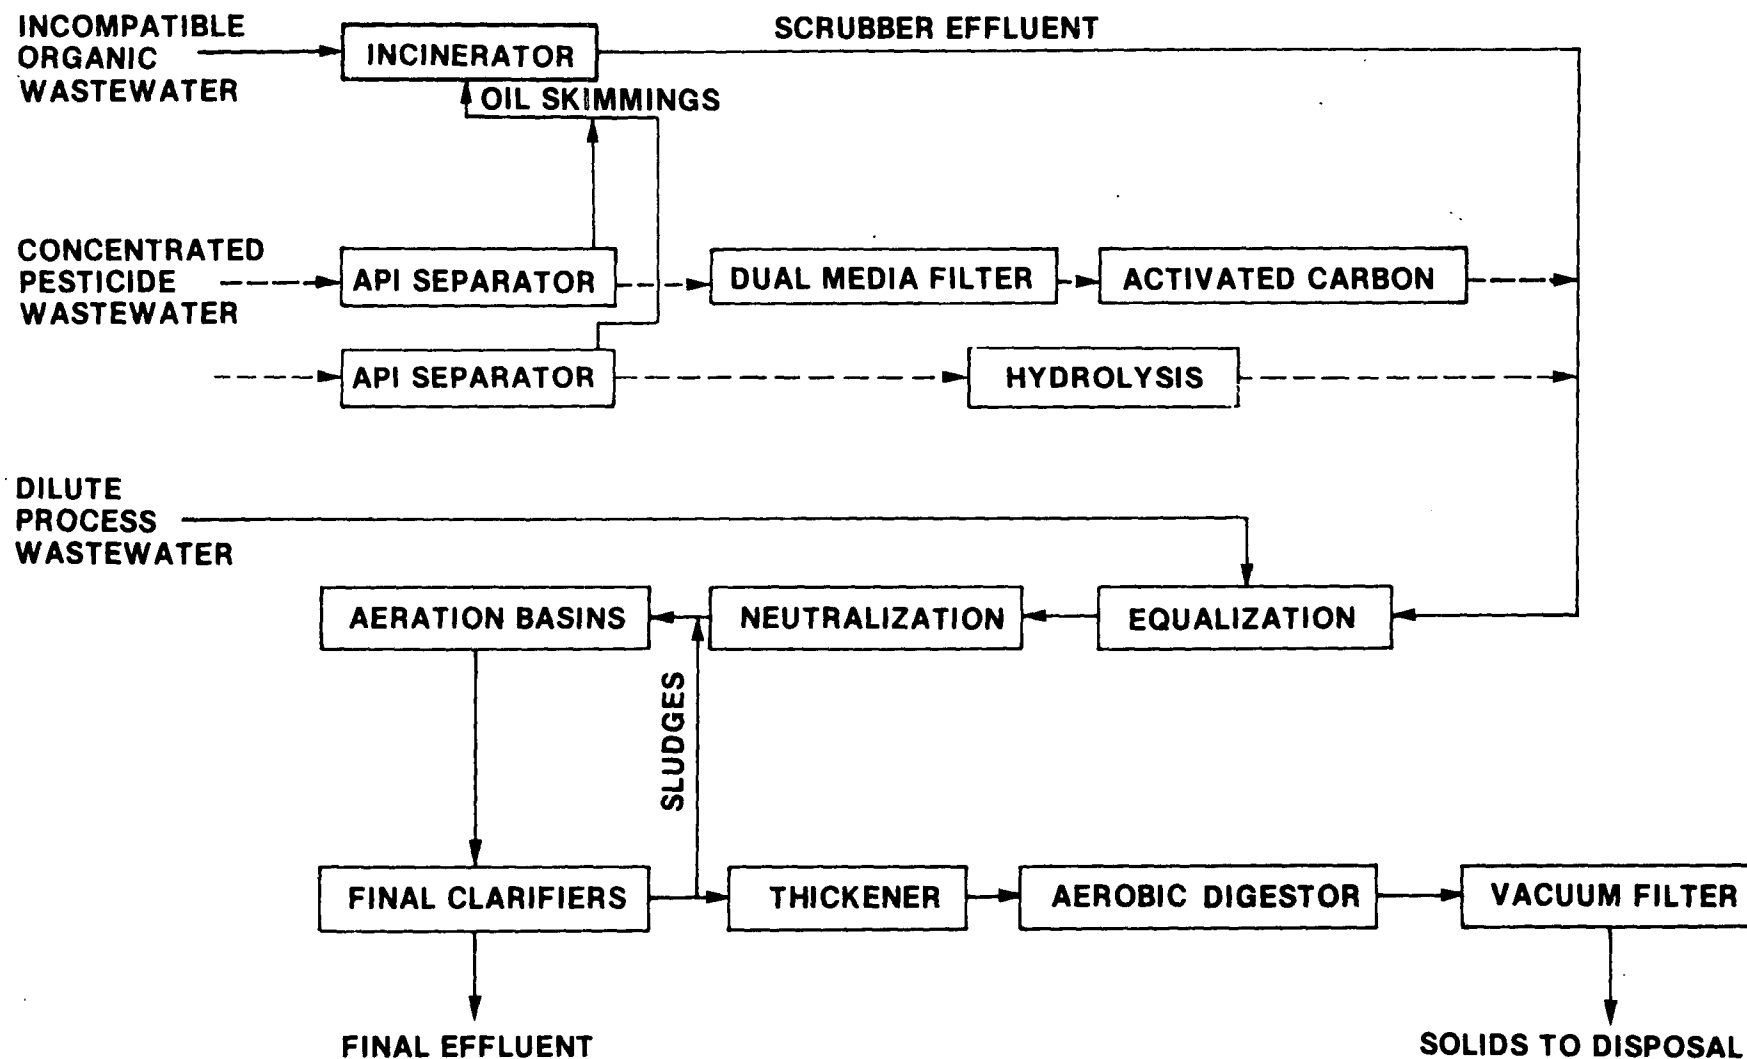 INCOMPATIBLE
ORGANIC
WASTEWATER
INCINERATOR
SCRUBBER EFFLUENT
OIL SKIMMINGS
CONCENTRATED
PESTICIDE
WASTEWATER
API SEPARATOR
DUAL MEDIA FILTER
ACTIVATED CARBON
API SEPARATOR
HYDROLYSIS
DILUTE
PROCESS
WASTEWATER
AERATION BASINS
NEUTRALIZATION
EQUALIZATION
SLUDGES
FINAL CLARIFIERS
THICKENER
AEROBIC DIGESTOR
VACUUM FILTER
FINAL EFFLUENT
SOLIDS TO DISPOSAL